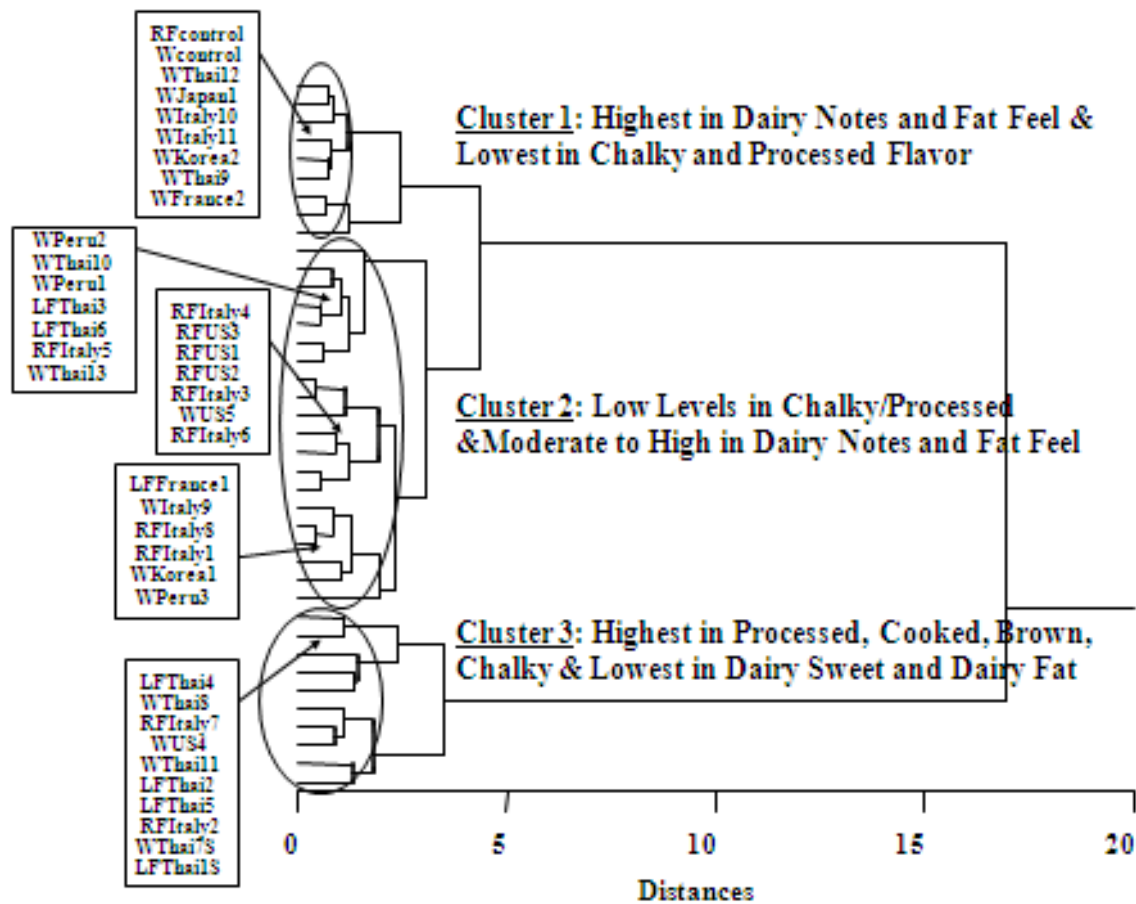 RFcontrol
Wcontrol
WThai12
WJapan1
WItaly10
WItaly11
WKorea2
WThai9
WFrance2
Cluster 1: Highest in Dairy Notes and Fat Feel &
Lowest in Chalky and Processed Flavor
WPeru2
WThai10
WPeru1
LFThai3
LFThai6
RFItaly5
WThai13
RFItaly4
RFUS3
RFUS1
RFUS2
RFItaly3
WUS5
RFItaly6
Cluster 2: Low Levels in Chalky/Processed
&Moderate to High in Dairy Notes and Fat Feel
LFFrance1
WItaly9
RFItaly8
RFItaly1
WKorea1
WPeru3
Cluster 3: Highest in Processed, Cooked, Brown,
Chalky & Lowest in Dairy Sweet and Dairy Fat
LFThai4
WThai8
RFItaly7
WUS4
WThai11
LFThai2
LFThai5
RFItaly2
WThai7S
LFThai1S
0 5 10 15 20
Distances